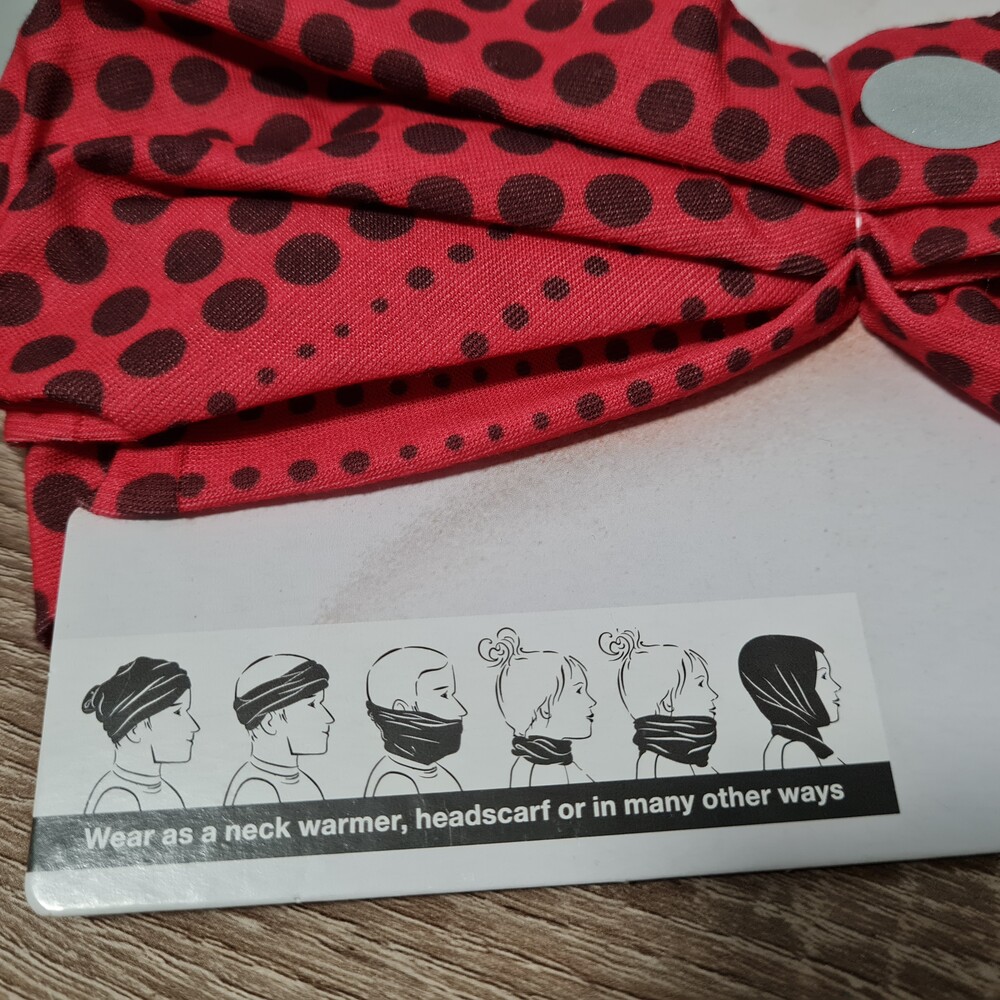 Wear as a neck warmer, headscarf or in many other ways